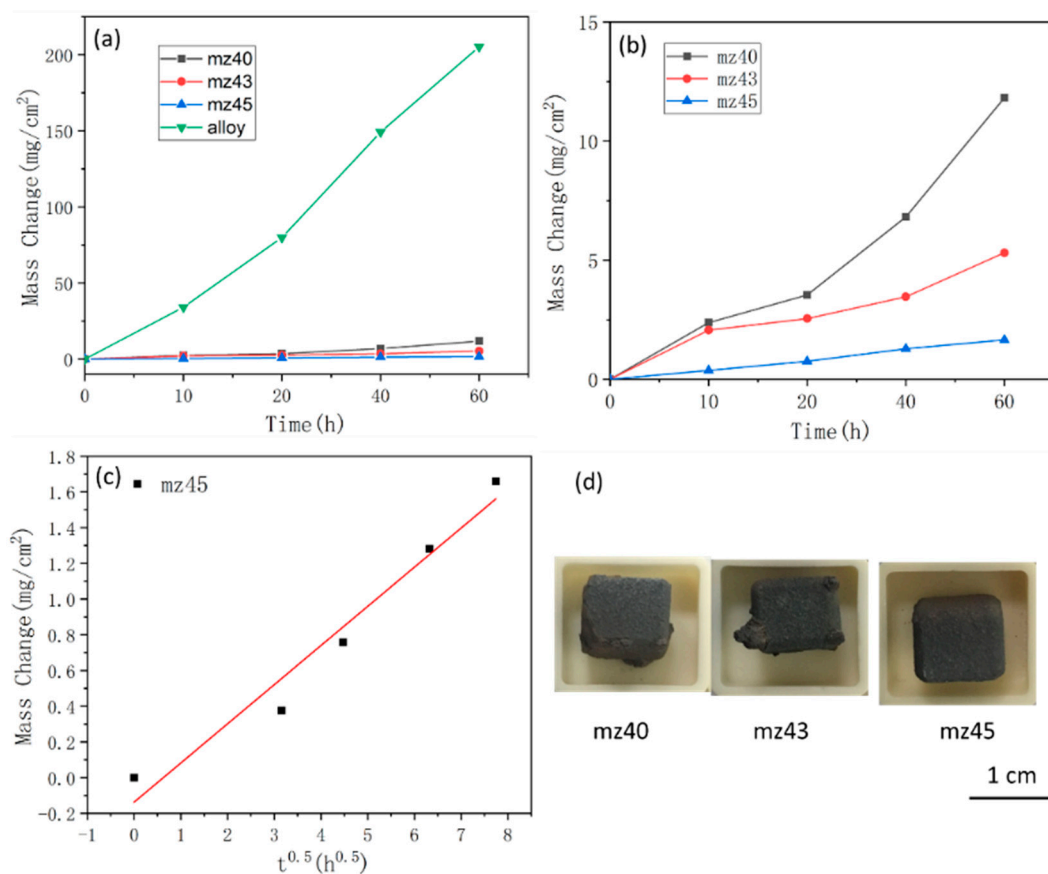 (a)
mz40
mz43
mz45
alloy
200
150
100
50
0
Mass Change(mg/cm²)
0 10 20 40 60
Time(h)
(b)
mz40
mz43
mz45
15
10
5
0
Mass Change(mg/cm²)
0 10 20 40 60
Time(h)
(c)
mz45
1.8
1.6
1.4
1.2
1.0
0.8
0.6
0.4
0.2
0.0
-0.2
Mass Change(mg/cm²)
-1 0 1 2 3 4 5 6 7 8
t^0.5(h^0.5)
(d)
mz40 mz43 mz45
1 cm